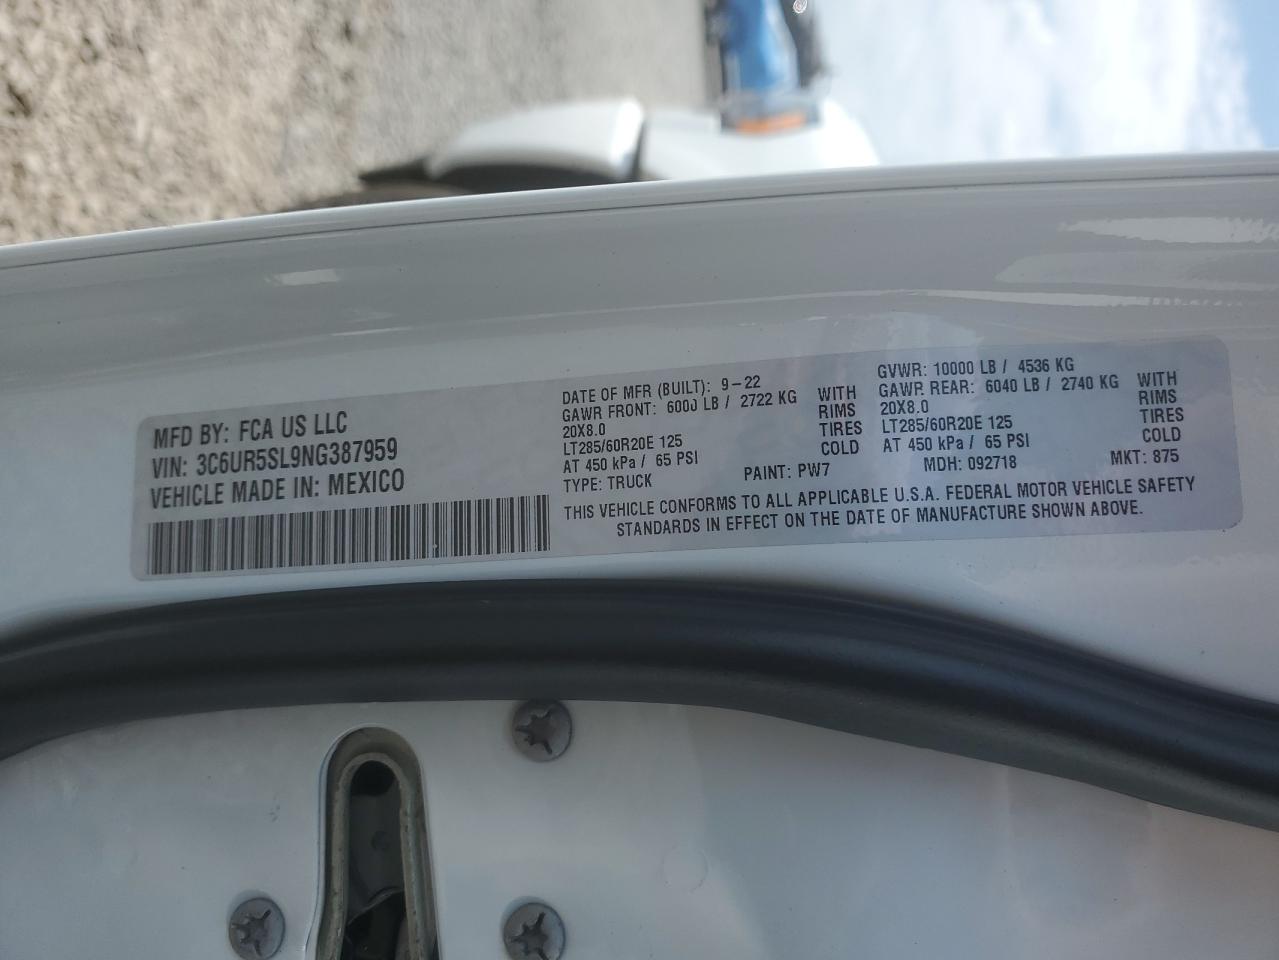 MFD BY: FCA US LLC
VIN: 3C6UR5SL9NG387959
VEHICLE MADE IN: MEXICO
DATE OF MFR (BUILT): 9-22
GAWR FRONT: 6000 LB / 2722 KG WITH
20X8.0 RIMS
LT285/60R20E 125 TIRES
AT 450 kPa / 65 PSI COLD
TYPE: TRUCK PAINT: PW7
GVWR: 10000 LB / 4536 KG
GAWR REAR: 6040 LB / 2740 KG WITH
20X8.0 RIMS
LT285/60R20E 125 TIRES
AT 450 kPa / 65 PSI COLD
MDH: 092718 MKT: 875
THIS VEHICLE CONFORMS TO ALL APPLICABLE U.S.A. FEDERAL MOTOR VEHICLE SAFETY
STANDARDS IN EFFECT ON THE DATE OF MANUFACTURE SHOWN ABOVE.